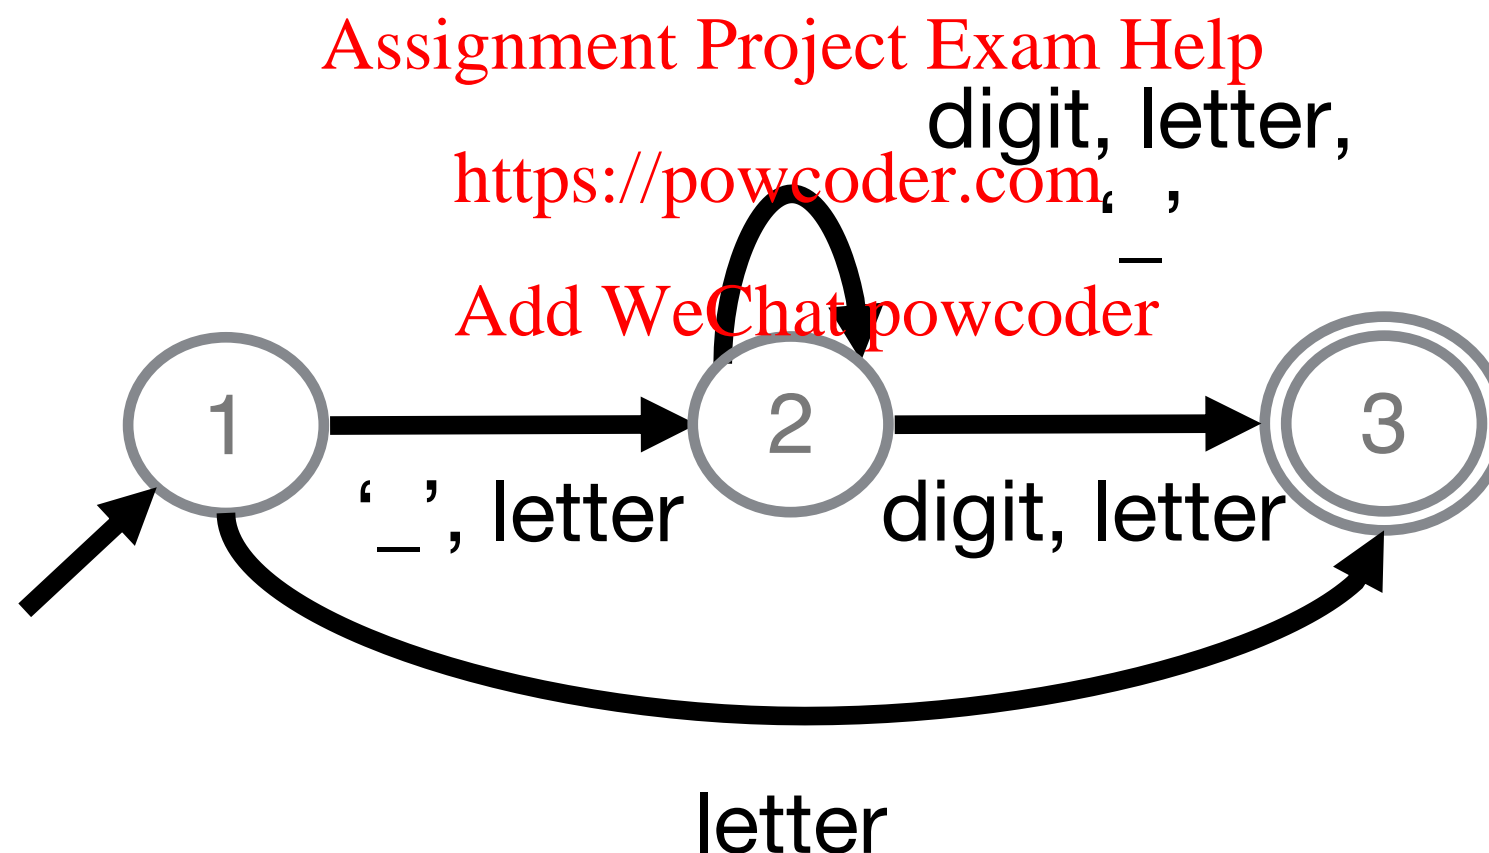 Assignment Project Exam Help
digit, letter,
https://powcoder.com
‘_’
Add WeChat powcoder
1
2
3
‘_’, letter
digit, letter
letter